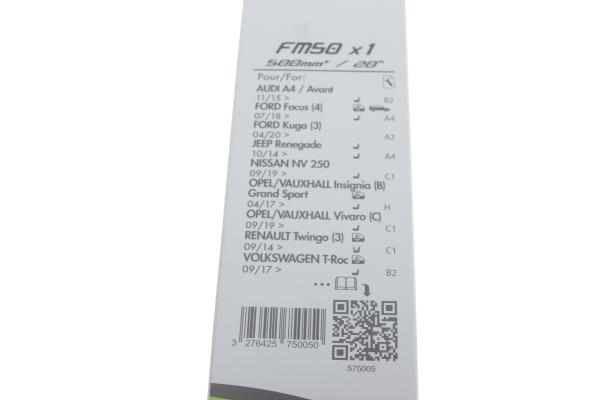 FM50 x1
500mm* / 20"*
Pour/For:
AUDI A4 / Avant
11/15 > B2
FORD Focus (4)
07/18 > A4
FORD Kuga (3)
04/20 > A2
JEEP Renegade
10/14 > A4
NISSAN NV 250
09/19 > C1
OPEL/VAUXHALL Insignia (B)
Grand Sport
04/17 > H
OPEL/VAUXHALL Vivaro (C)
09/19 > C1
RENAULT Twingo (3)
09/14 > C1
VOLKSWAGEN T-Roc
09/17 > B2
...
3 276425 750050
575005